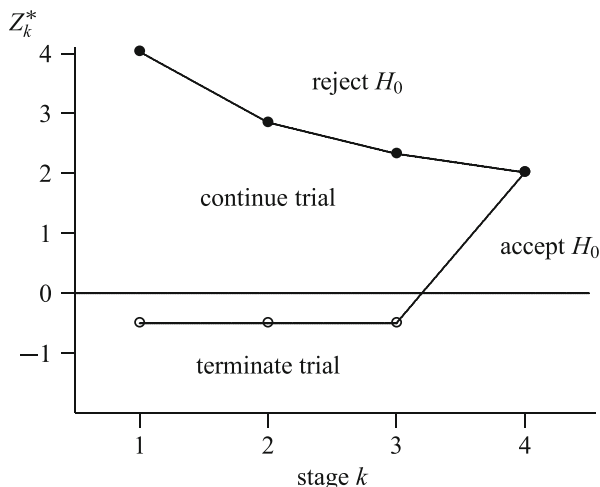 Z*k
4
reject H0
3
2
continue trial
1
accept H0
0
−1
terminate trial
1 2 3 4
stage k